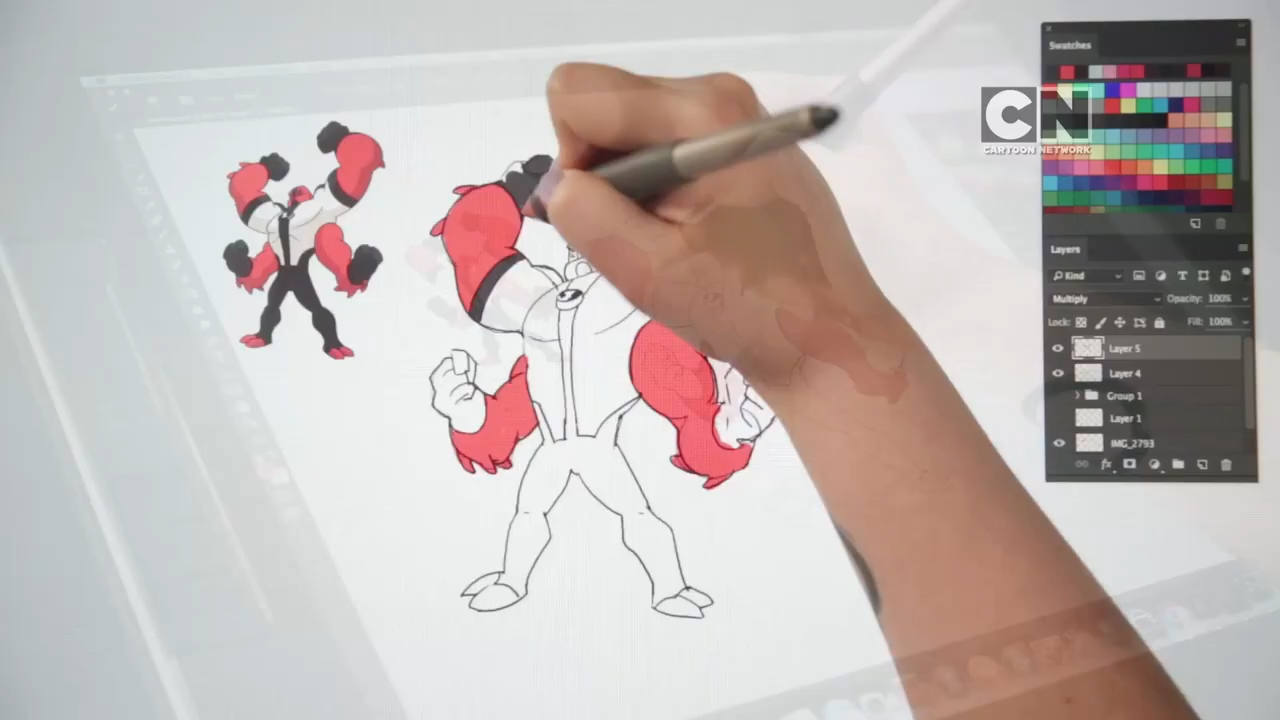 Swatches
CN
CARTOON NETWORK
Layers
Kind
Multiply
Opacity: 100%
Lock:
Fill: 100%
Layer 5
Layer 4
Group 1
Layer 1
IMG_2793
fx